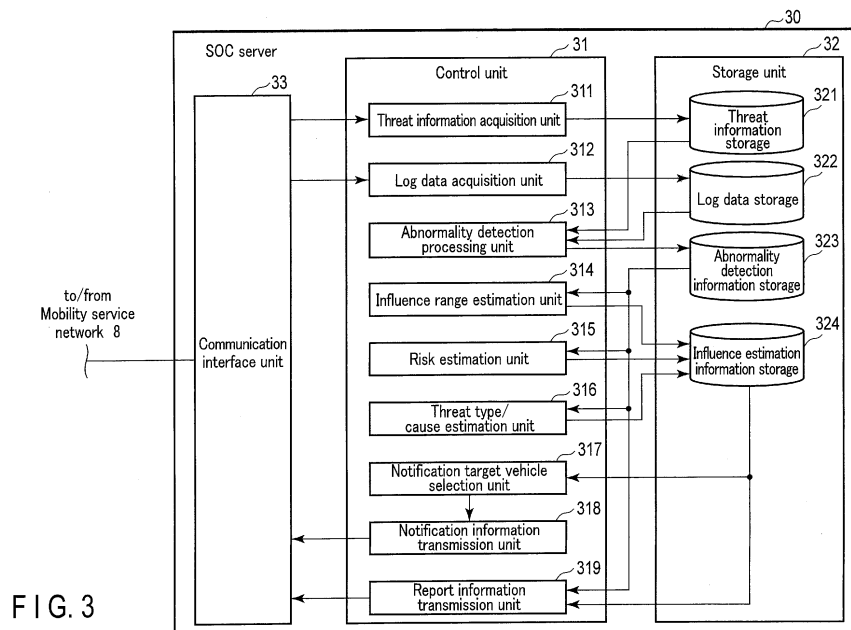 30
SOC server
31
32
33
Control unit
Storage unit
311
Threat information acquisition unit
321
Threat
information
storage
312
Log data acquisition unit
322
Log data storage
313
Abnormality detection
processing unit
323
Abnormality
detection
information storage
314
Influence range estimation unit
to/from
Mobility service
network 8
Communication
interface unit
315
Risk estimation unit
324
Influence estimation
information storage
316
Threat type/
cause estimation unit
317
Notification target vehicle
selection unit
318
Notification information
transmission unit
319
Report information
transmission unit
FIG. 3